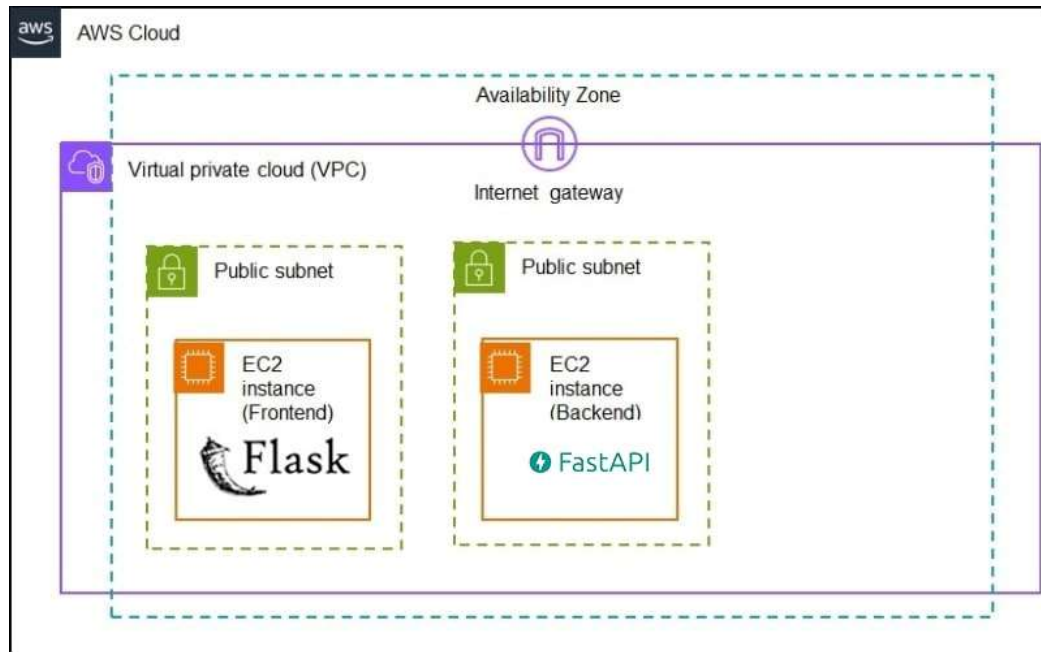 aws
AWS Cloud
Availability Zone
Virtual private cloud (VPC)
Internet gateway
Public subnet
EC2
instance
(Frontend)
Flask
Public subnet
EC2
instance
(Backend)
FastAPI